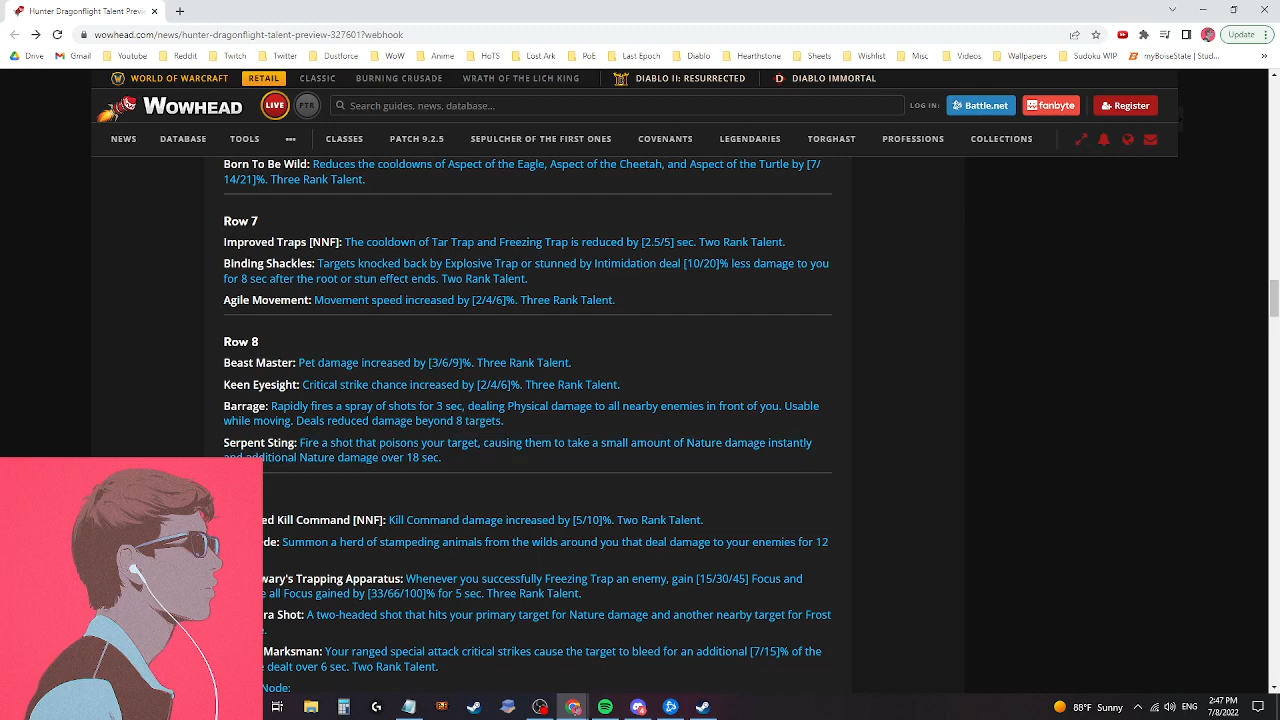 Hunter Dragonflight Talent Previ
wowhead.com/news/hunter-dragonflight-talent-preview-327601?webhook
Update
Drive Gmail Youtube Reddit Twitch Twitter Dustforce WoW Anime HoTS Lost Ark PoE Last Epoch Diablo Hearthstone Sheets Wishlist Misc Videos Wallpapers Sudoku WIP myBoiseState | Stud... »
WORLD OF WARCRAFT RETAIL CLASSIC BURNING CRUSADE WRATH OF THE LICH KING DIABLO II: RESURRECTED DIABLO IMMORTAL
WOWHEAD LIVE PTR Search guides, news, database... LOG IN: Battle.net fanbyte Register
NEWS DATABASE TOOLS ••• CLASSES PATCH 9.2.5 SEPULCHER OF THE FIRST ONES COVENANTS LEGENDARIES TORGHAST PROFESSIONS COLLECTIONS
Born To Be Wild: Reduces the cooldowns of Aspect of the Eagle, Aspect of the Cheetah, and Aspect of the Turtle by [7/
14/21]%. Three Rank Talent.
Row 7
Improved Traps [NNF]: The cooldown of Tar Trap and Freezing Trap is reduced by [2.5/5] sec. Two Rank Talent.
Binding Shackles: Targets knocked back by Explosive Trap or stunned by Intimidation deal [10/20]% less damage to you
for 8 sec after the root or stun effect ends. Two Rank Talent.
Agile Movement: Movement speed increased by [2/4/6]%. Three Rank Talent.
Row 8
Beast Master: Pet damage increased by [3/6/9]%. Three Rank Talent.
Keen Eyesight: Critical strike chance increased by [2/4/6]%. Three Rank Talent.
Barrage: Rapidly fires a spray of shots for 3 sec, dealing Physical damage to all nearby enemies in front of you. Usable
while moving. Deals reduced damage beyond 8 targets.
Serpent Sting: Fire a shot that poisons your target, causing them to take a small amount of Nature damage instantly
and additional Nature damage over 18 sec.
ed Kill Command [NNF]: Kill Command damage increased by [5/10]%. Two Rank Talent.
de: Summon a herd of stampeding animals from the wilds around you that deal damage to your enemies for 12
wary's Trapping Apparatus: Whenever you successfully Freezing Trap an enemy, gain [15/30/45] Focus and
e all Focus gained by [33/66/100]% for 5 sec. Three Rank Talent.
ra Shot: A two-headed shot that hits your primary target for Nature damage and another nearby target for Frost
e.
Marksman: Your ranged special attack critical strikes cause the target to bleed for an additional [7/15]% of the
e dealt over 6 sec. Two Rank Talent.
Node:
88°F Sunny ENG 2:47 PM
7/8/2022